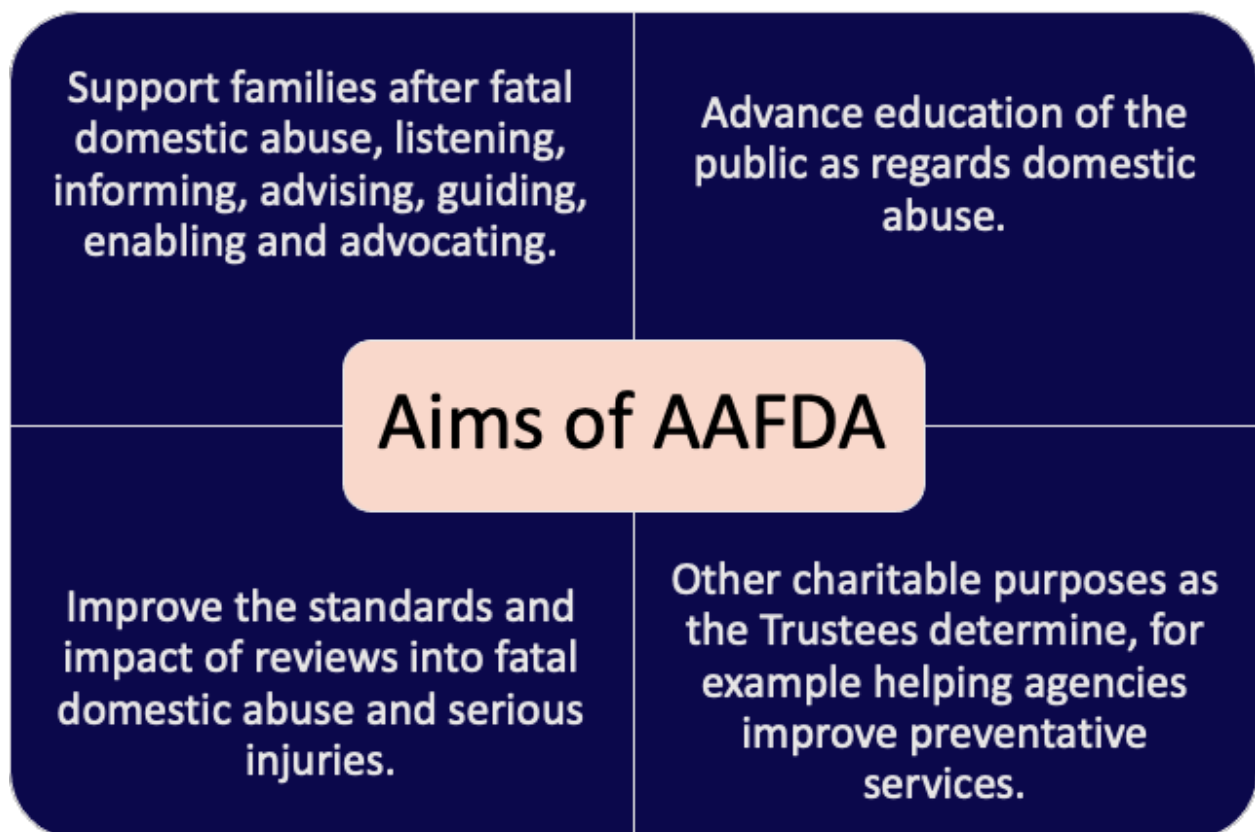 Support families after fatal
domestic abuse, listening,
informing, advising, guiding,
enabling and advocating.
Advance education of the
public as regards domestic
abuse.
Aims of AAFDA
Improve the standards and
impact of reviews into fatal
domestic abuse and serious
injuries.
Other charitable purposes as
the Trustees determine, for
example helping agencies
improve preventative
services.